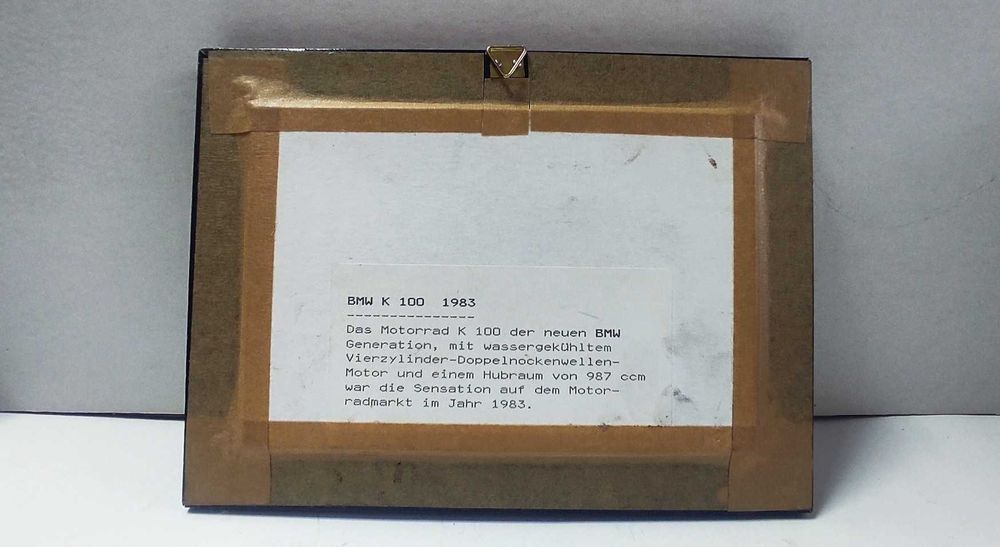 BMW K 100  1983
---------------
Das Motorrad K 100 der neuen BMW
Generation, mit wassergekühltem
Vierzylinder-Doppelnockenwellen-
Motor und einem Hubraum von 987 ccm
war die Sensation auf dem Motor-
radmarkt im Jahr 1983.